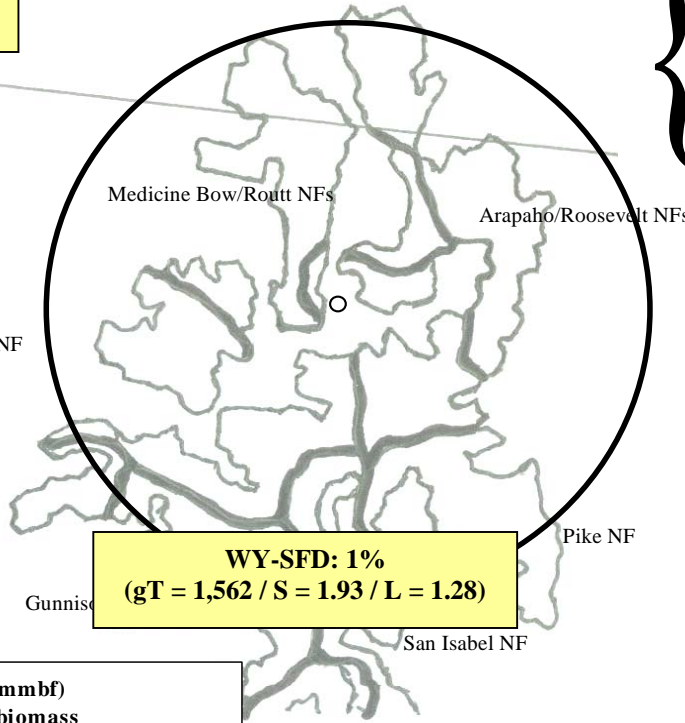 Medicine Bow/Routt NFs
Arapaho/Roosevelt NFs
NF
WY-SFD: 1%
(gT = 1,562 / S = 1.93 / L = 1.28)
Pike NF
San Isabel NF
mmbf)
biomass